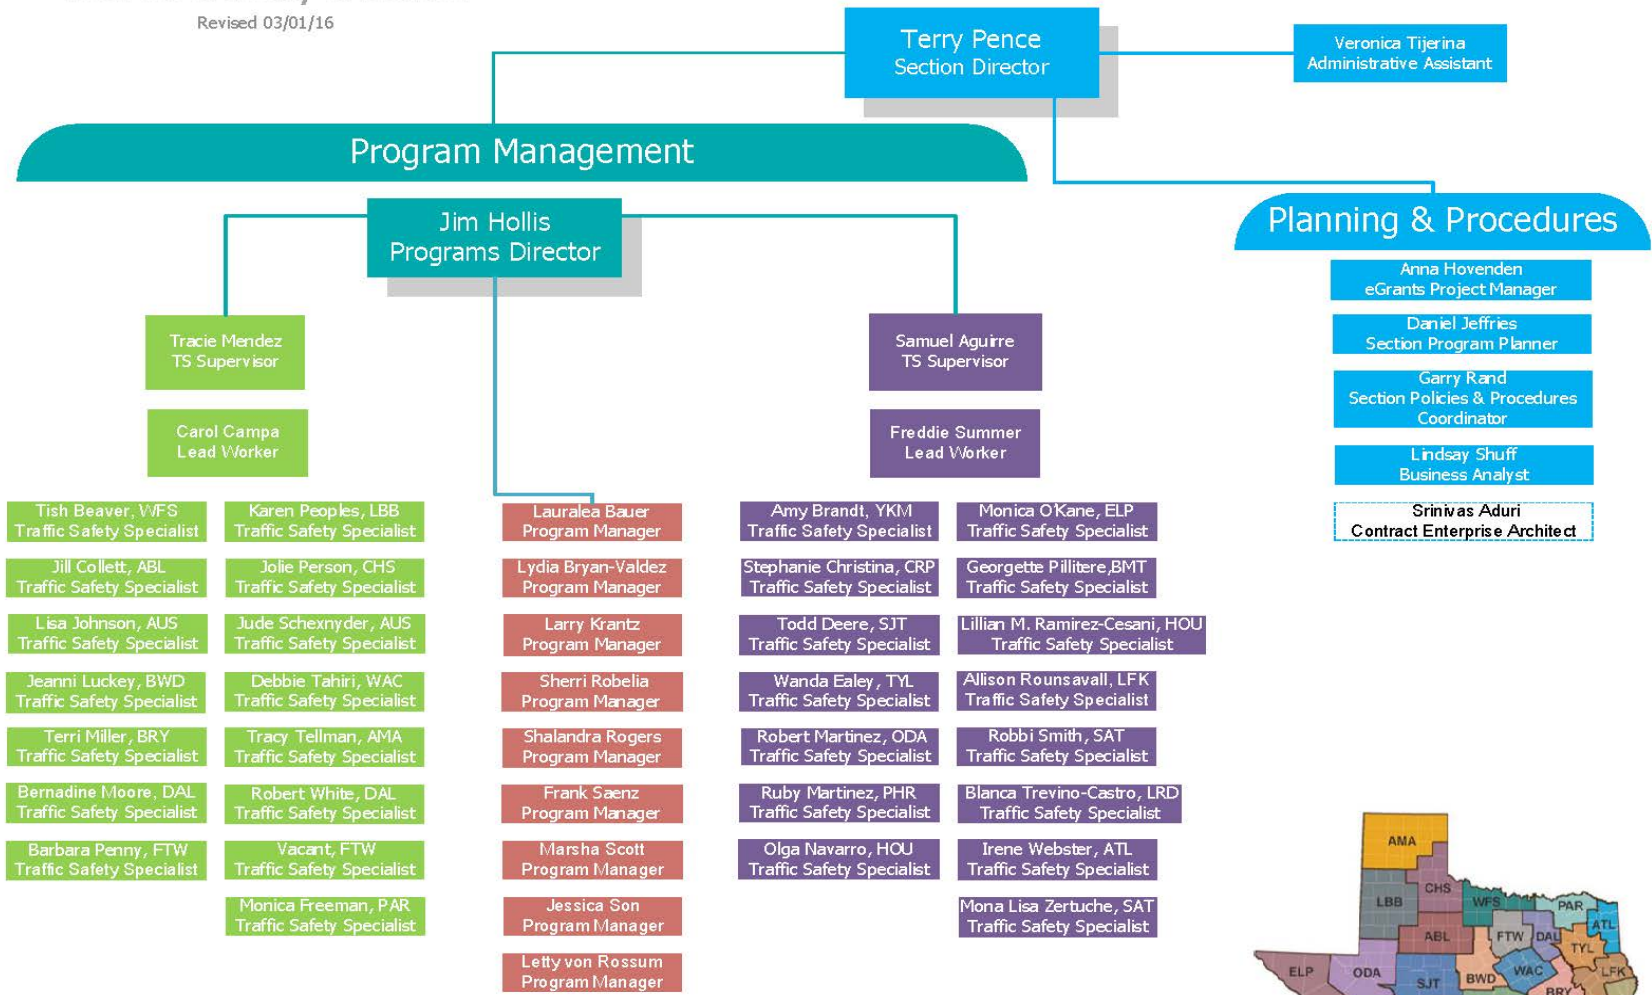 Revised 03/01/16
Terry Pence
Section Director
Veronica Tijerina
Administrative Assistant
Program Management
Jim Hollis
Programs Director
Planning & Procedures
Anna Hovenden
eGrants Project Manager
Daniel Jeffries
Section Program Planner
Garry Rand
Section Policies & Procedures
Coordinator
Lindsay Shuff
Business Analyst
Srinivas Aduri
Contract Enterprise Architect
Tracie Mendez
TS Supervisor
Carol Campa
Lead Worker
Samuel Aguirre
TS Supervisor
Freddie Summer
Lead Worker
Tish Beaver, WFS
Traffic Safety Specialist
Jill Collett, ABL
Traffic Safety Specialist
Lisa Johnson, AUS
Traffic Safety Specialist
Jeanni Luckey, BWD
Traffic Safety Specialist
Terri Miller, BRY
Traffic Safety Specialist
Bernadine Moore, DAL
Traffic Safety Specialist
Barbara Penny, FTW
Traffic Safety Specialist
Karen Peoples, LBB
Traffic Safety Specialist
Jolie Person, CHS
Traffic Safety Specialist
Jude Schexnyder, AUS
Traffic Safety Specialist
Debbie Tahiri, WAC
Traffic Safety Specialist
Tracy Tellman, AMA
Traffic Safety Specialist
Robert White, DAL
Traffic Safety Specialist
Vacant, FTW
Traffic Safety Specialist
Monica Freeman, PAR
Traffic Safety Specialist
Lauralea Bauer
Program Manager
Lydia Bryan-Valdez
Program Manager
Larry Krantz
Program Manager
Sherri Robelia
Program Manager
Shalandra Rogers
Program Manager
Frank Saenz
Program Manager
Marsha Scott
Program Manager
Jessica Son
Program Manager
Letty von Rossum
Program Manager
Amy Brandt, YKM
Traffic Safety Specialist
Stephanie Christina, CRP
Traffic Safety Specialist
Todd Deere, SJT
Traffic Safety Specialist
Wanda Ealey, TYL
Traffic Safety Specialist
Robert Martinez, ODA
Traffic Safety Specialist
Ruby Martinez, PHR
Traffic Safety Specialist
Olga Navarro, HOU
Traffic Safety Specialist
Monica O'Kane, ELP
Traffic Safety Specialist
Georgette Pillitere,BMT
Traffic Safety Specialist
Lillian M. Ramirez-Cesani, HOU
Traffic Safety Specialist
Allison Rounsavall, LFK
Traffic Safety Specialist
Robbi Smith, SAT
Traffic Safety Specialist
Blanca Trevino-Castro, LRD
Traffic Safety Specialist
Irene Webster, ATL
Traffic Safety Specialist
Mona Lisa Zertuche, SAT
Traffic Safety Specialist
AMA
CHS
LBB
WFS
PAR
ATL
ABL
FTW
DAL
TYL
ELP
ODA
SJT
BWD
WAC
LFK
BRY